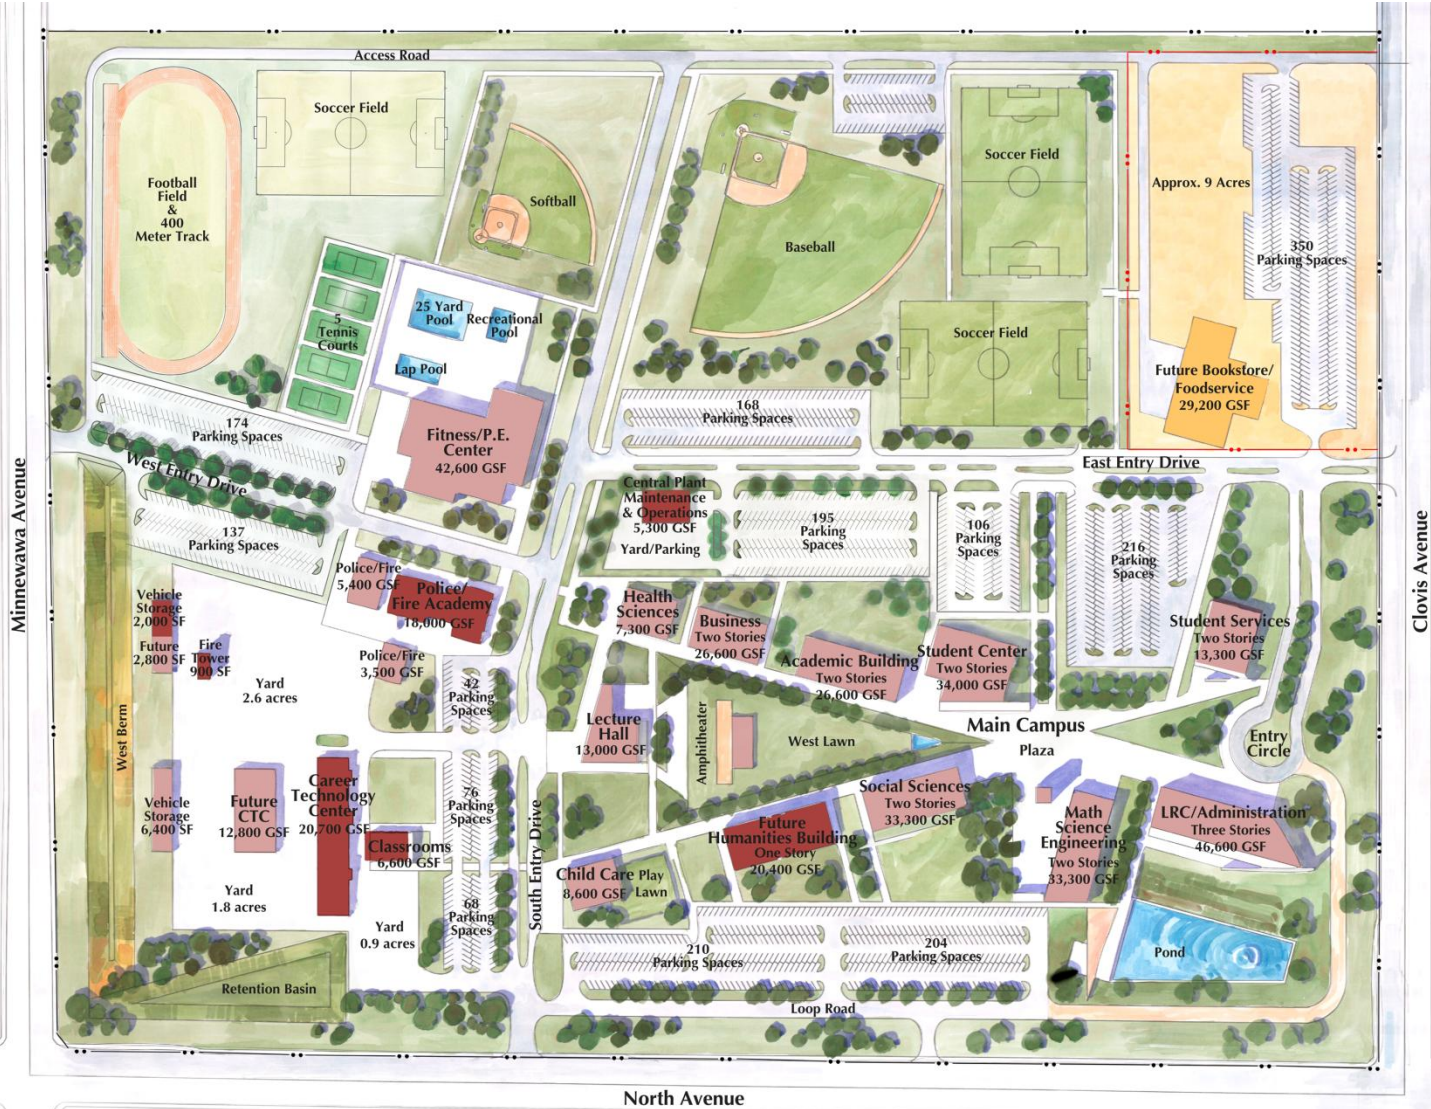 Access Road
Soccer Field
Football
Field
&
400
Meter Track
Softball
Baseball
Soccer Field
Approx. 9 Acres
350
Parking Spaces
5
Tennis
Courts
25 Yard
Pool
Recreational
Pool
Lap Pool
Soccer Field
Future Bookstore/
Foodservice
29,200 GSF
174
Parking Spaces
Fitness/P.E.
Center
42,600 GSF
168
Parking Spaces
West Entry Drive
East Entry Drive
Minnewawa Avenue
Clovis Avenue
137
Parking Spaces
Central Plant
Maintenance
& Operations
5,300 GSF
Yard/Parking
195
Parking
Spaces
106
Parking
Spaces
216
Parking
Spaces
Police/Fire
5,400 GSF
Police/
Fire Academy
18,000 GSF
Vehicle
Storage
2,000 SF
Future
2,800 SF
Fire
Tower
900 SF
Police/Fire
3,500 GSF
Yard
2.6 acres
42
Parking
Spaces
Health
Sciences
7,300 GSF
Business
Two Stories
26,600 GSF
Academic Building
Two Stories
26,600 GSF
Student Center
Two Stories
34,000 GSF
Student Services
Two Stories
13,300 GSF
West Berm
Lecture
Hall
13,000 GSF
Amphitheater
West Lawn
Main Campus
Plaza
Entry
Circle
Vehicle
Storage
6,400 SF
Future
CTC
12,800 GSF
Career
Technology
Center
20,700 GSF
Classrooms
6,600 GSF
76
Parking
Spaces
South Entry Drive
Social Sciences
Two Stories
33,300 GSF
Future
Humanities Building
One Story
20,400 GSF
Math
Science
Engineering
Two Stories
33,300 GSF
LRC/Administration
Three Stories
46,600 GSF
Child Care
8,600 GSF
Play
Lawn
Yard
1.8 acres
Yard
0.9 acres
68
Parking
Spaces
210
Parking Spaces
204
Parking Spaces
Pond
Retention Basin
Loop Road
North Avenue